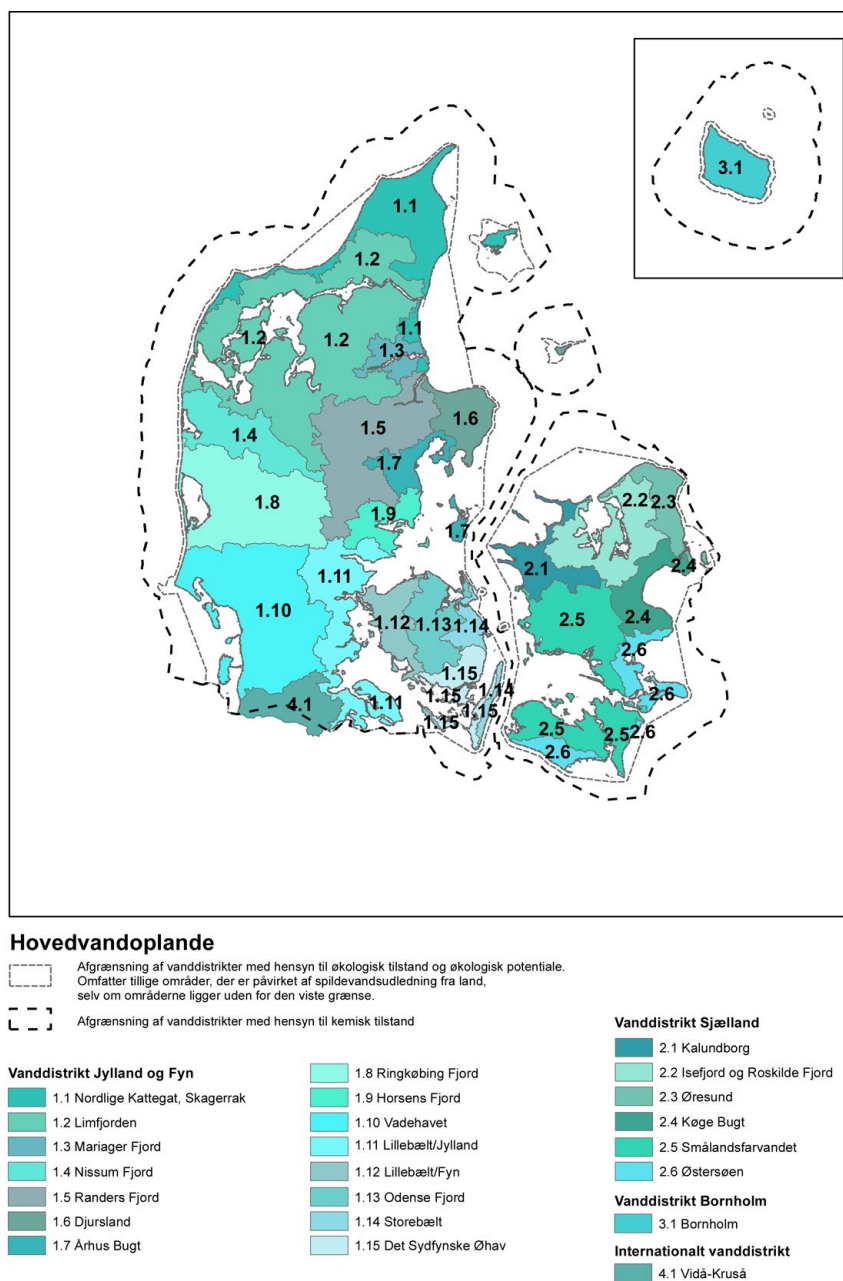 3.1
1.1
1.2
1.2
1.2
1.1
1.3
1.4
1.5
1.6
1.7
1.8
1.9
1.7
2.2
2.3
2.1
2.4
1.11
1.10
1.12
1.13
1.14
2.5
2.4
2.6
1.15
1.14
2.6
4.1
1.11
1.15
1.15
1.15
2.5
2.5
2.6
2.6
Hovedvandoplande
Afgrænsning af vanddistrikter med hensyn til økologisk tilstand og økologisk potentiale.
Omfatter tillige områder, der er påvirket af spildevandsudledning fra land,
selv om områderne ligger uden for den viste grænse.
Afgrænsning af vanddistrikter med hensyn til kemisk tilstand
Vanddistrikt Jylland og Fyn
1.1 Nordlige Kattegat, Skagerrak
1.2 Limfjorden
1.3 Mariager Fjord
1.4 Nissum Fjord
1.5 Randers Fjord
1.6 Djursland
1.7 Århus Bugt
1.8 Ringkøbing Fjord
1.9 Horsens Fjord
1.10 Vadehavet
1.11 Lillebælt/Jylland
1.12 Lillebælt/Fyn
1.13 Odense Fjord
1.14 Storebælt
1.15 Det Sydfynske Øhav
Vanddistrikt Sjælland
2.1 Kalundborg
2.2 Isefjord og Roskilde Fjord
2.3 Øresund
2.4 Køge Bugt
2.5 Smålandsfarvandet
2.6 Østersøen
Vanddistrikt Bornholm
3.1 Bornholm
Internationalt vanddistrikt
4.1 Vidå-Kruså